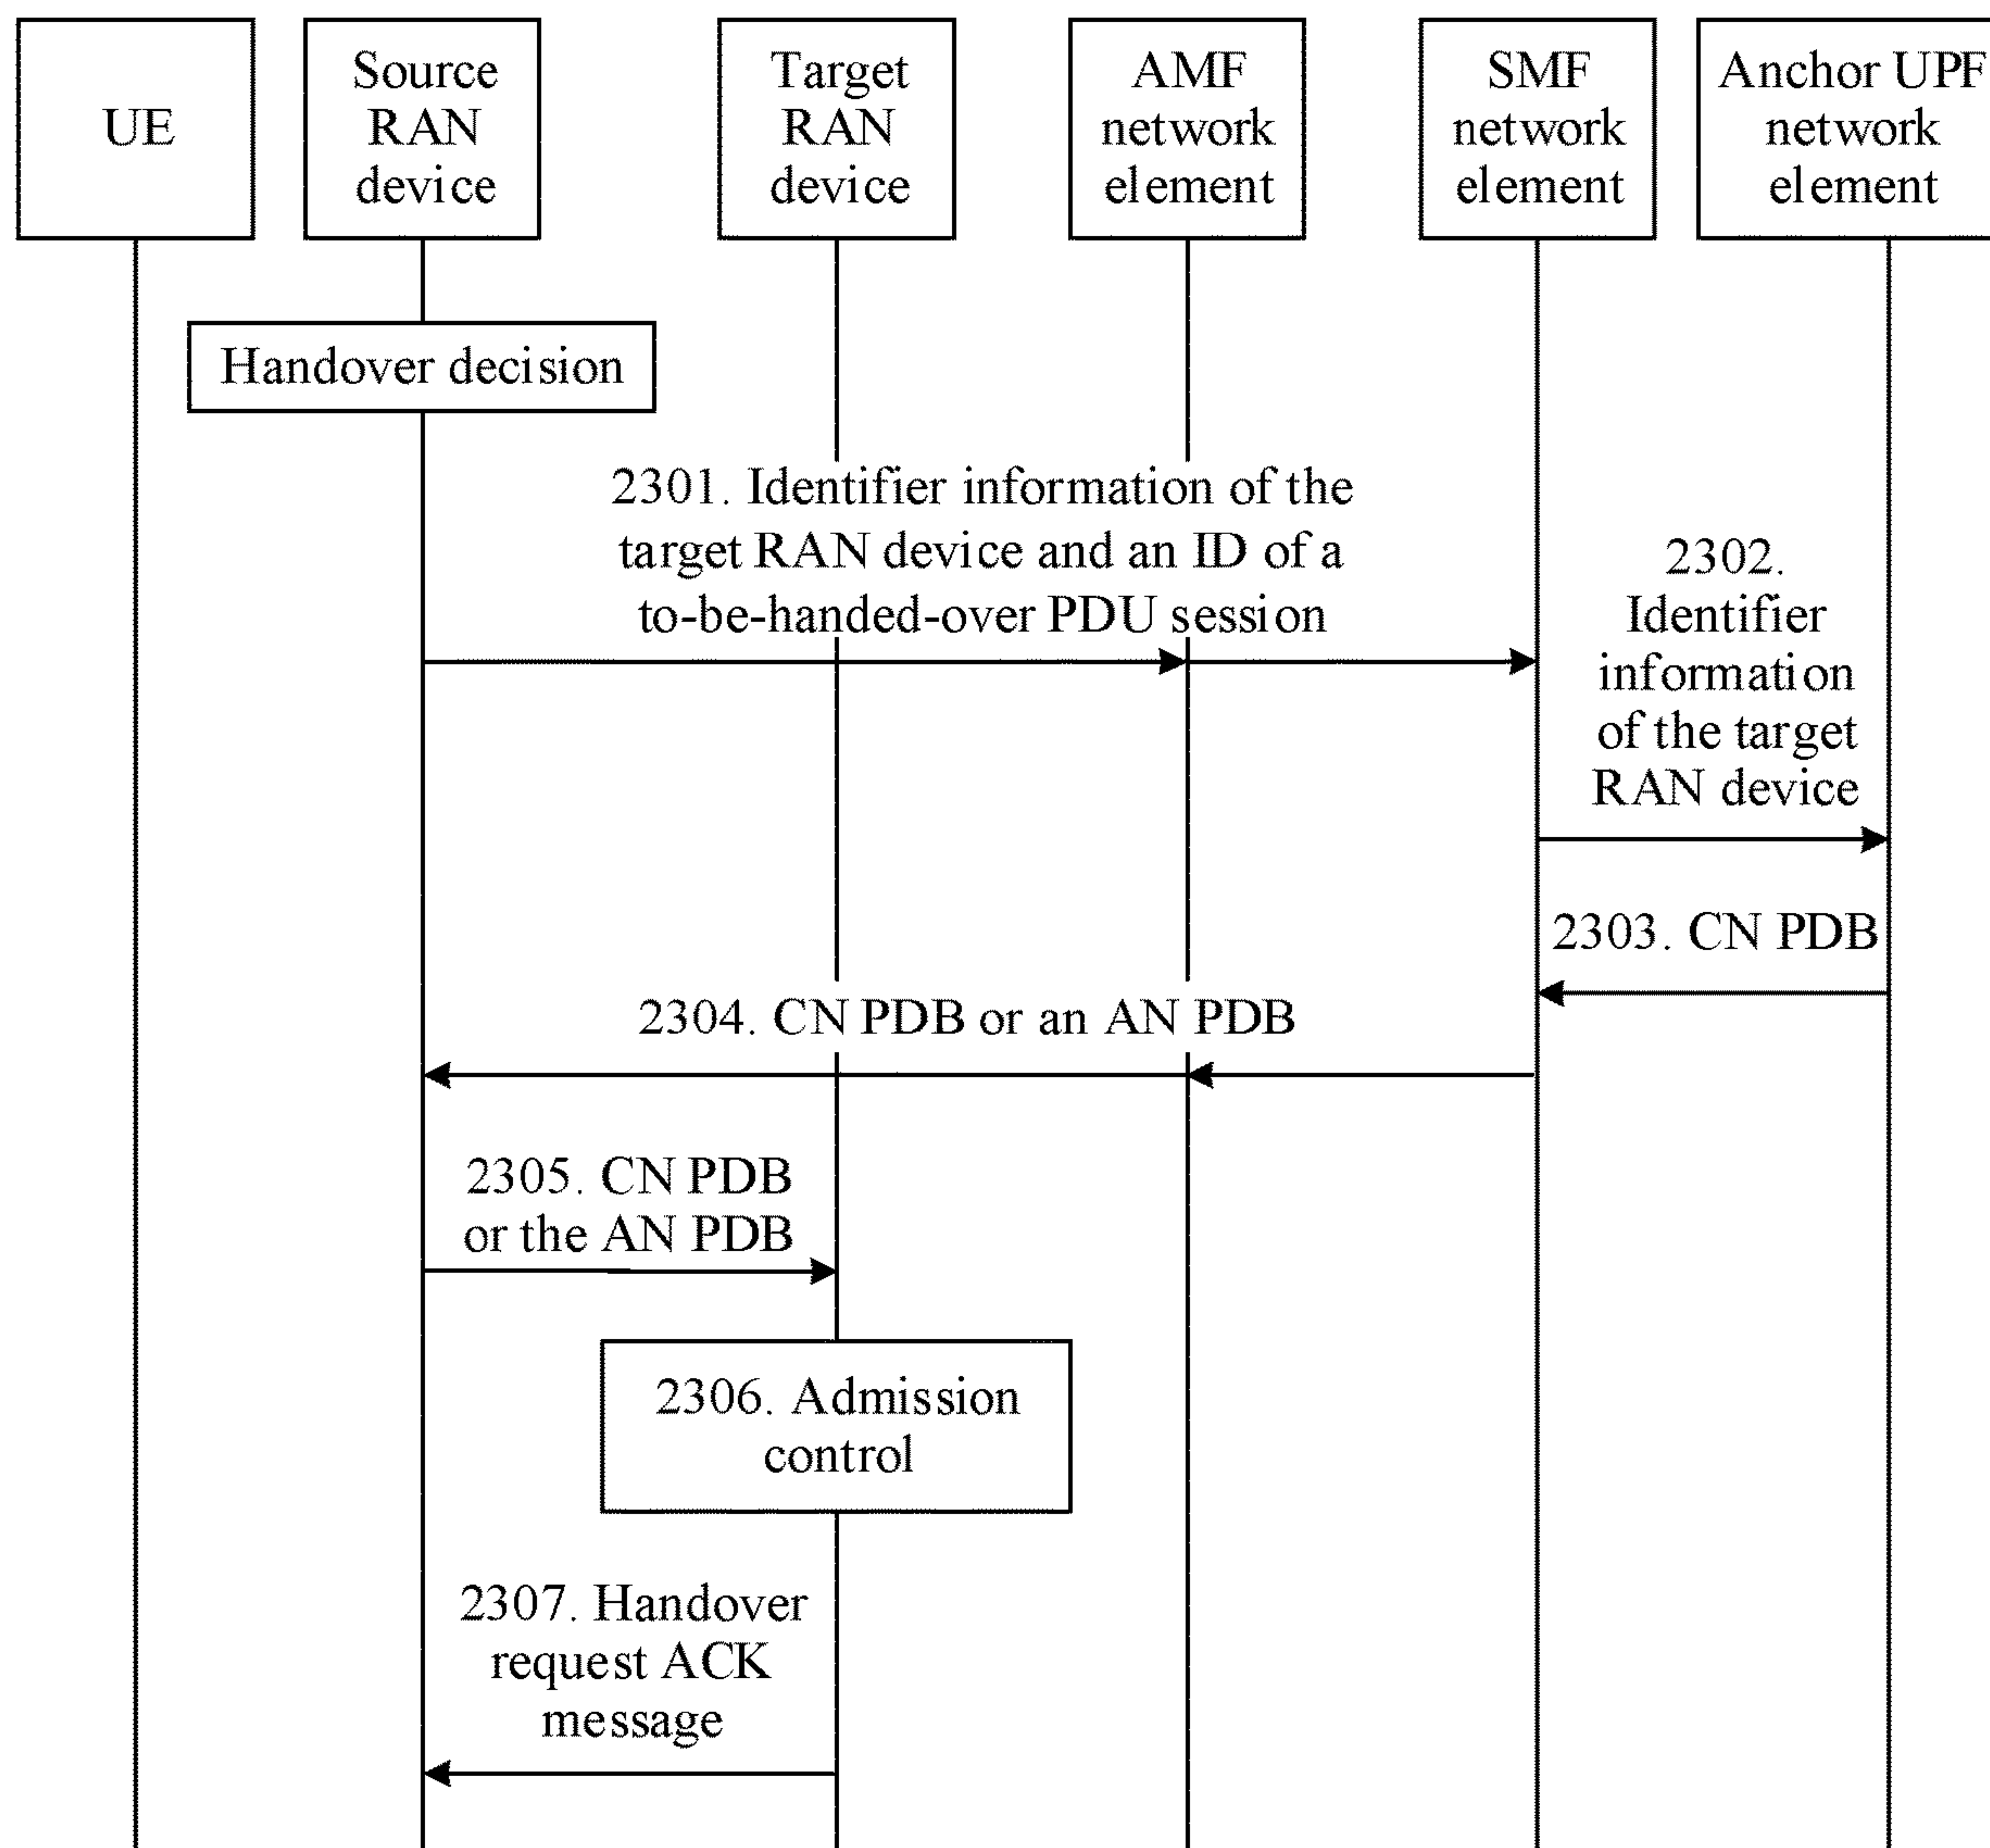 UE
Source
RAN
device
Target
RAN
device
AMF
network
element
SMF
network
element
Anchor UPF
network
element
Handover decision
2301. Identifier information of the
target RAN device and an ID of a
to-be-handed-over PDU session
2302.
Identifier
information
of the target
RAN device
2303. CN PDB
2304. CN PDB or an AN PDB
2305. CN PDB
or the AN PDB
2306. Admission
control
2307. Handover
request ACK
message